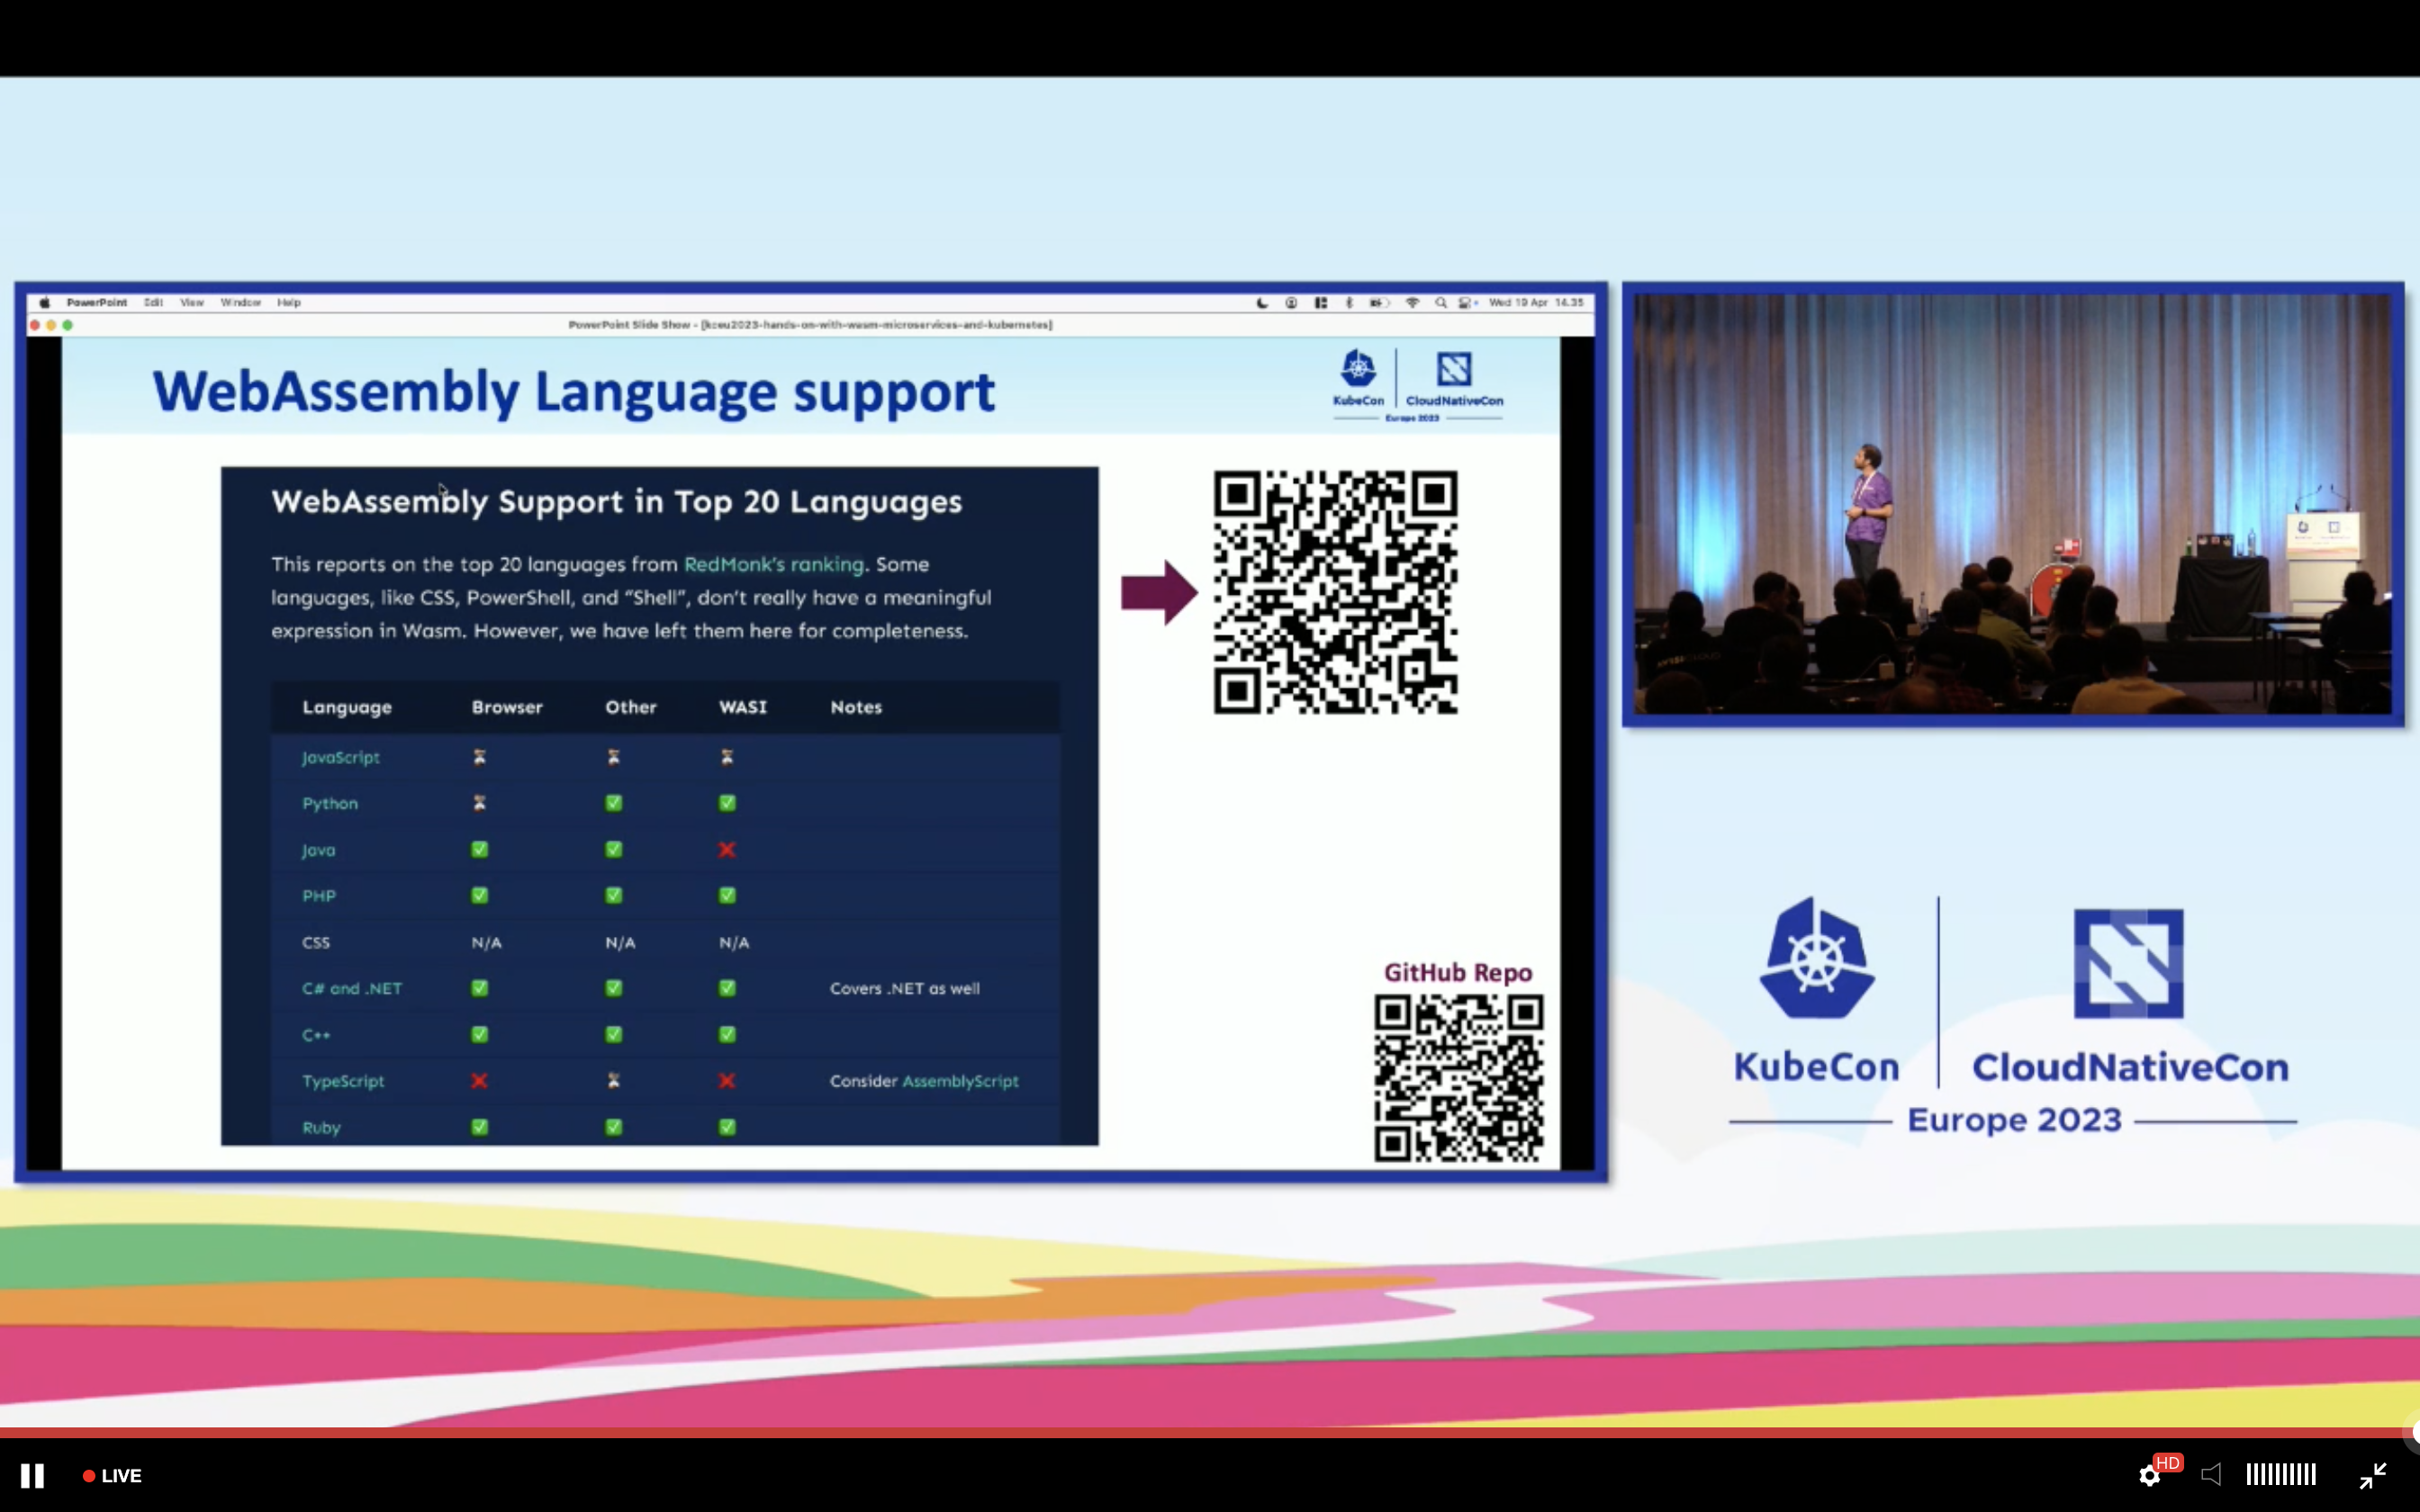 PowerPoint Edit View Window Help
Wed 19 Apr 14.35
PowerPoint Slide Show - [kceu2023-hands-on-with-wasm-microservices-and-kubernetes]
WebAssembly Language support
KubeCon CloudNativeCon
Europe 2023
WebAssembly Support in Top 20 Languages
This reports on the top 20 languages from RedMonk's ranking. Some
languages, like CSS, PowerShell, and “Shell”, don't really have a meaningful
expression in Wasm. However, we have left them here for completeness.
Language Browser Other WASI Notes
JavaScript
Python
Java
PHP
CSS N/A N/A N/A
C# and .NET Covers .NET as well
C++
TypeScript Consider AssemblyScript
Ruby
GitHub Repo
KubeCon CloudNativeCon
Europe 2023
LIVE
HD